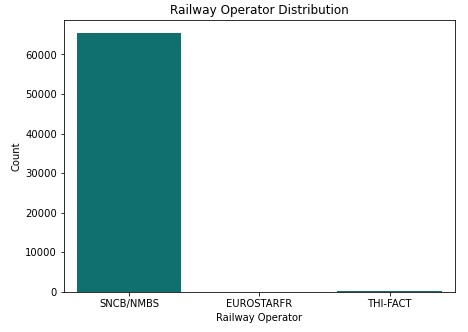 Railway Operator Distribution
60000
50000
40000
30000
20000
10000
0
Count
SNCB/NMBS EUROSTARFR THI-FACT
Railway Operator